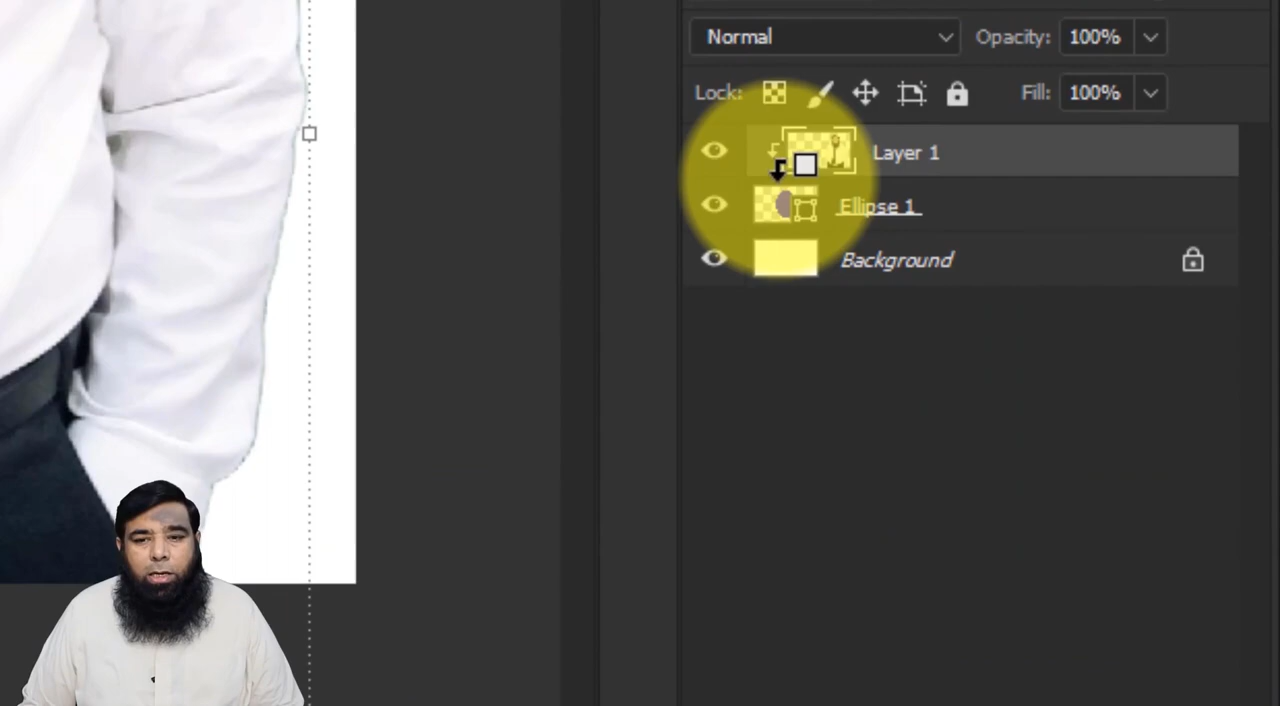 Normal Opacity: 100%
Lock: Fill: 100%
Layer 1
Ellipse 1
Background